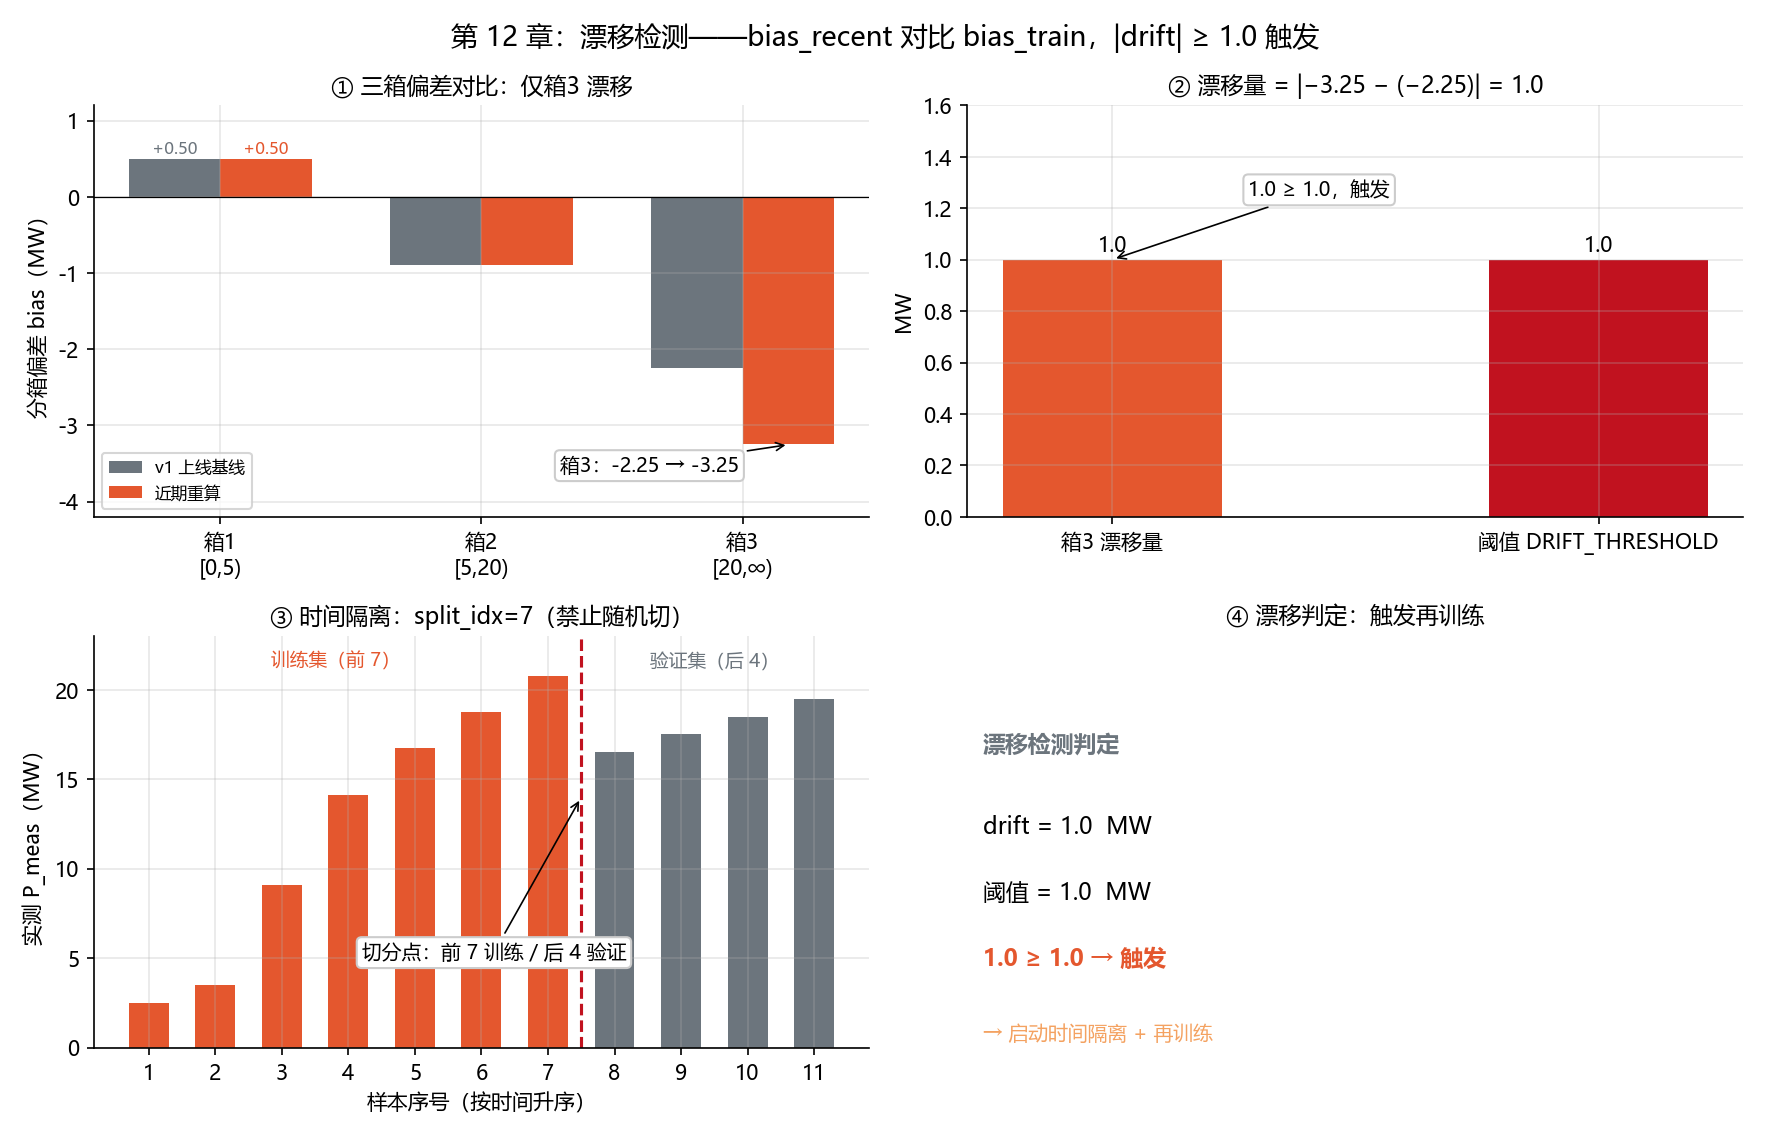 第 12 章：漂移检测——bias_recent 对比 bias_train，|drift| ≥ 1.0 触发
① 三箱偏差对比：仅箱3 漂移
分箱偏差 bias（MW）
1
0
-1
-2
-3
-4
+0.50
+0.50
箱3：-2.25 → -3.25
v1 上线基线
近期重算
箱1
[0,5)
箱2
[5,20)
箱3
[20,∞)
② 漂移量 = |−3.25 − (−2.25)| = 1.0
MW
1.6
1.4
1.2
1.0
0.8
0.6
0.4
0.2
0.0
1.0 ≥ 1.0，触发
1.0
1.0
箱3 漂移量
阈值 DRIFT_THRESHOLD
③ 时间隔离：split_idx=7（禁止随机切）
实测 P_meas（MW）
20
15
10
5
0
训练集（前 7）
验证集（后 4）
切分点：前 7 训练 / 后 4 验证
1
2
3
4
5
6
7
8
9
10
11
样本序号（按时间升序）
④ 漂移判定：触发再训练
漂移检测判定
drift = 1.0 MW
阈值 = 1.0 MW
1.0 ≥ 1.0 → 触发
→ 启动时间隔离 + 再训练